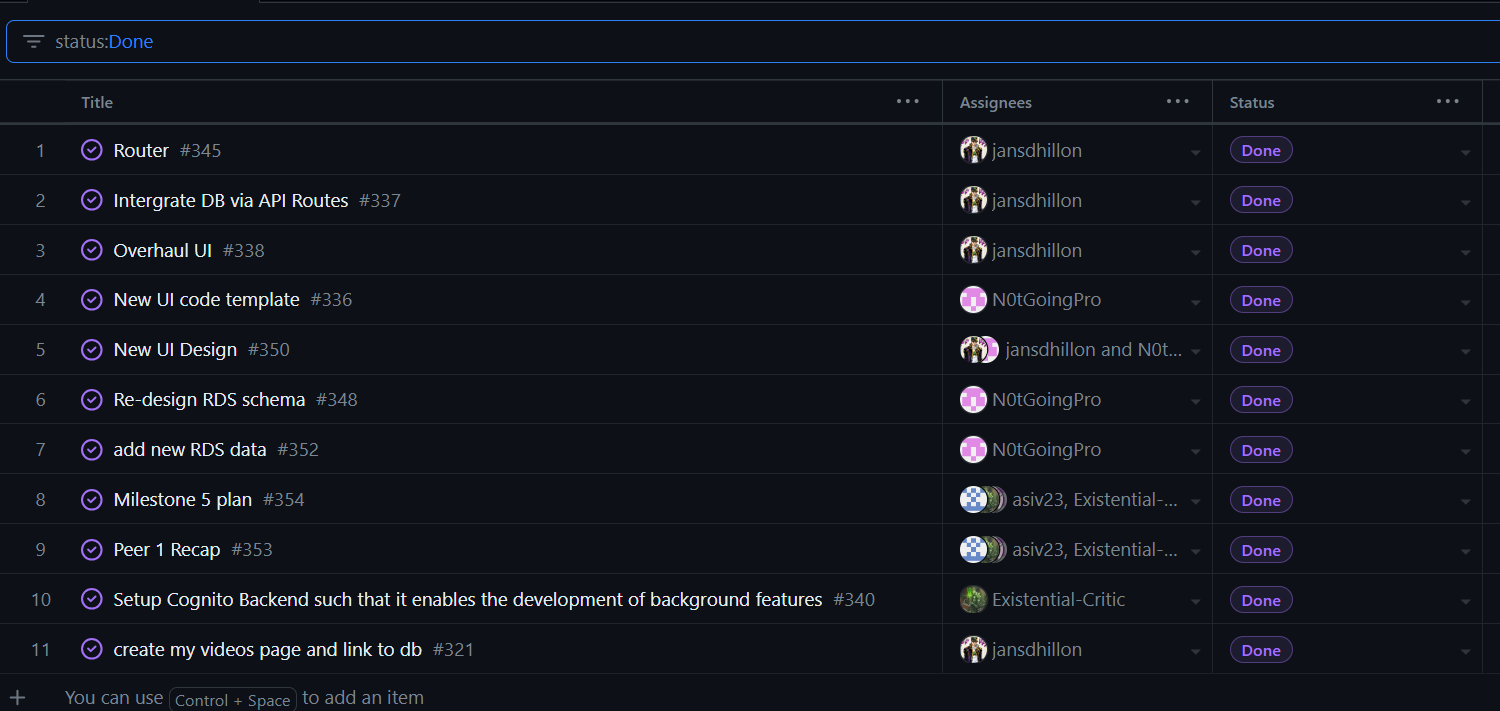 status:Done
Title ... Assignees ... Status ...
1 Router #345 jansdhillon Done
2 Intergrate DB via API Routes #337 jansdhillon Done
3 Overhaul UI #338 jansdhillon Done
4 New UI code template #336 N0tGoingPro Done
5 New UI Design #350 jansdhillon and N0t... Done
6 Re-design RDS schema #348 N0tGoingPro Done
7 add new RDS data #352 N0tGoingPro Done
8 Milestone 5 plan #354 asiv23, Existential-... Done
9 Peer 1 Recap #353 asiv23, Existential-... Done
10 Setup Cognito Backend such that it enables the development of background features #340 Existential-Critic Done
11 create my videos page and link to db #321 jansdhillon Done
+ You can use Control + Space to add an item